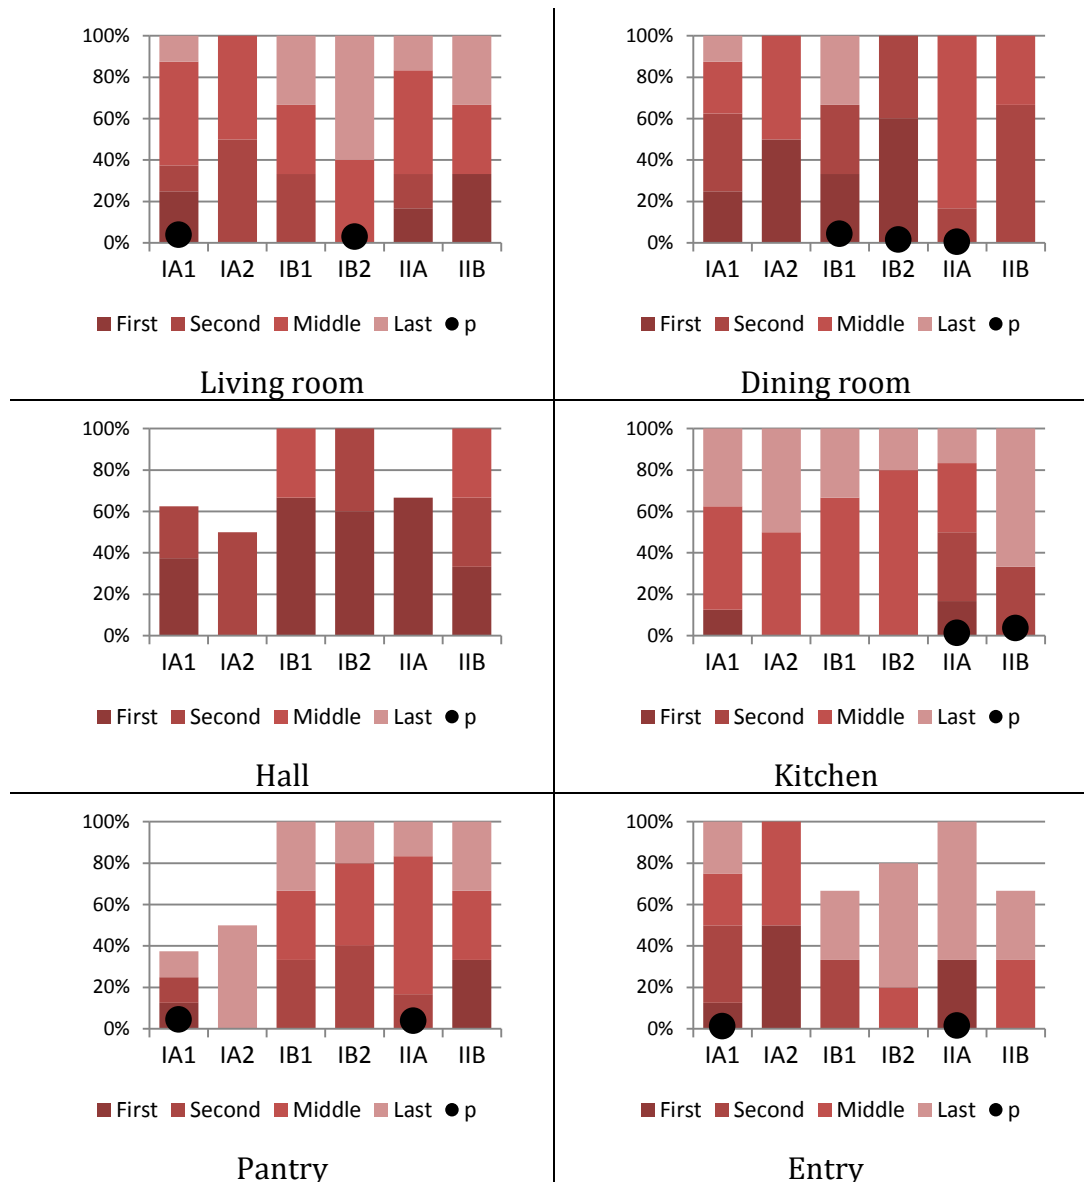 100%
80%
60%
40%
20%
0%
IA1 IA2 IB1 IB2 IIA IIB
First Second Middle Last p
Living room
100%
80%
60%
40%
20%
0%
IA1 IA2 IB1 IB2 IIA IIB
First Second Middle Last p
Dining room
100%
80%
60%
40%
20%
0%
IA1 IA2 IB1 IB2 IIA IIB
First Second Middle Last p
Hall
100%
80%
60%
40%
20%
0%
IA1 IA2 IB1 IB2 IIA IIB
First Second Middle Last p
Kitchen
100%
80%
60%
40%
20%
0%
IA1 IA2 IB1 IB2 IIA IIB
First Second Middle Last p
Pantry
100%
80%
60%
40%
20%
0%
IA1 IA2 IB1 IB2 IIA IIB
First Second Middle Last p
Entry